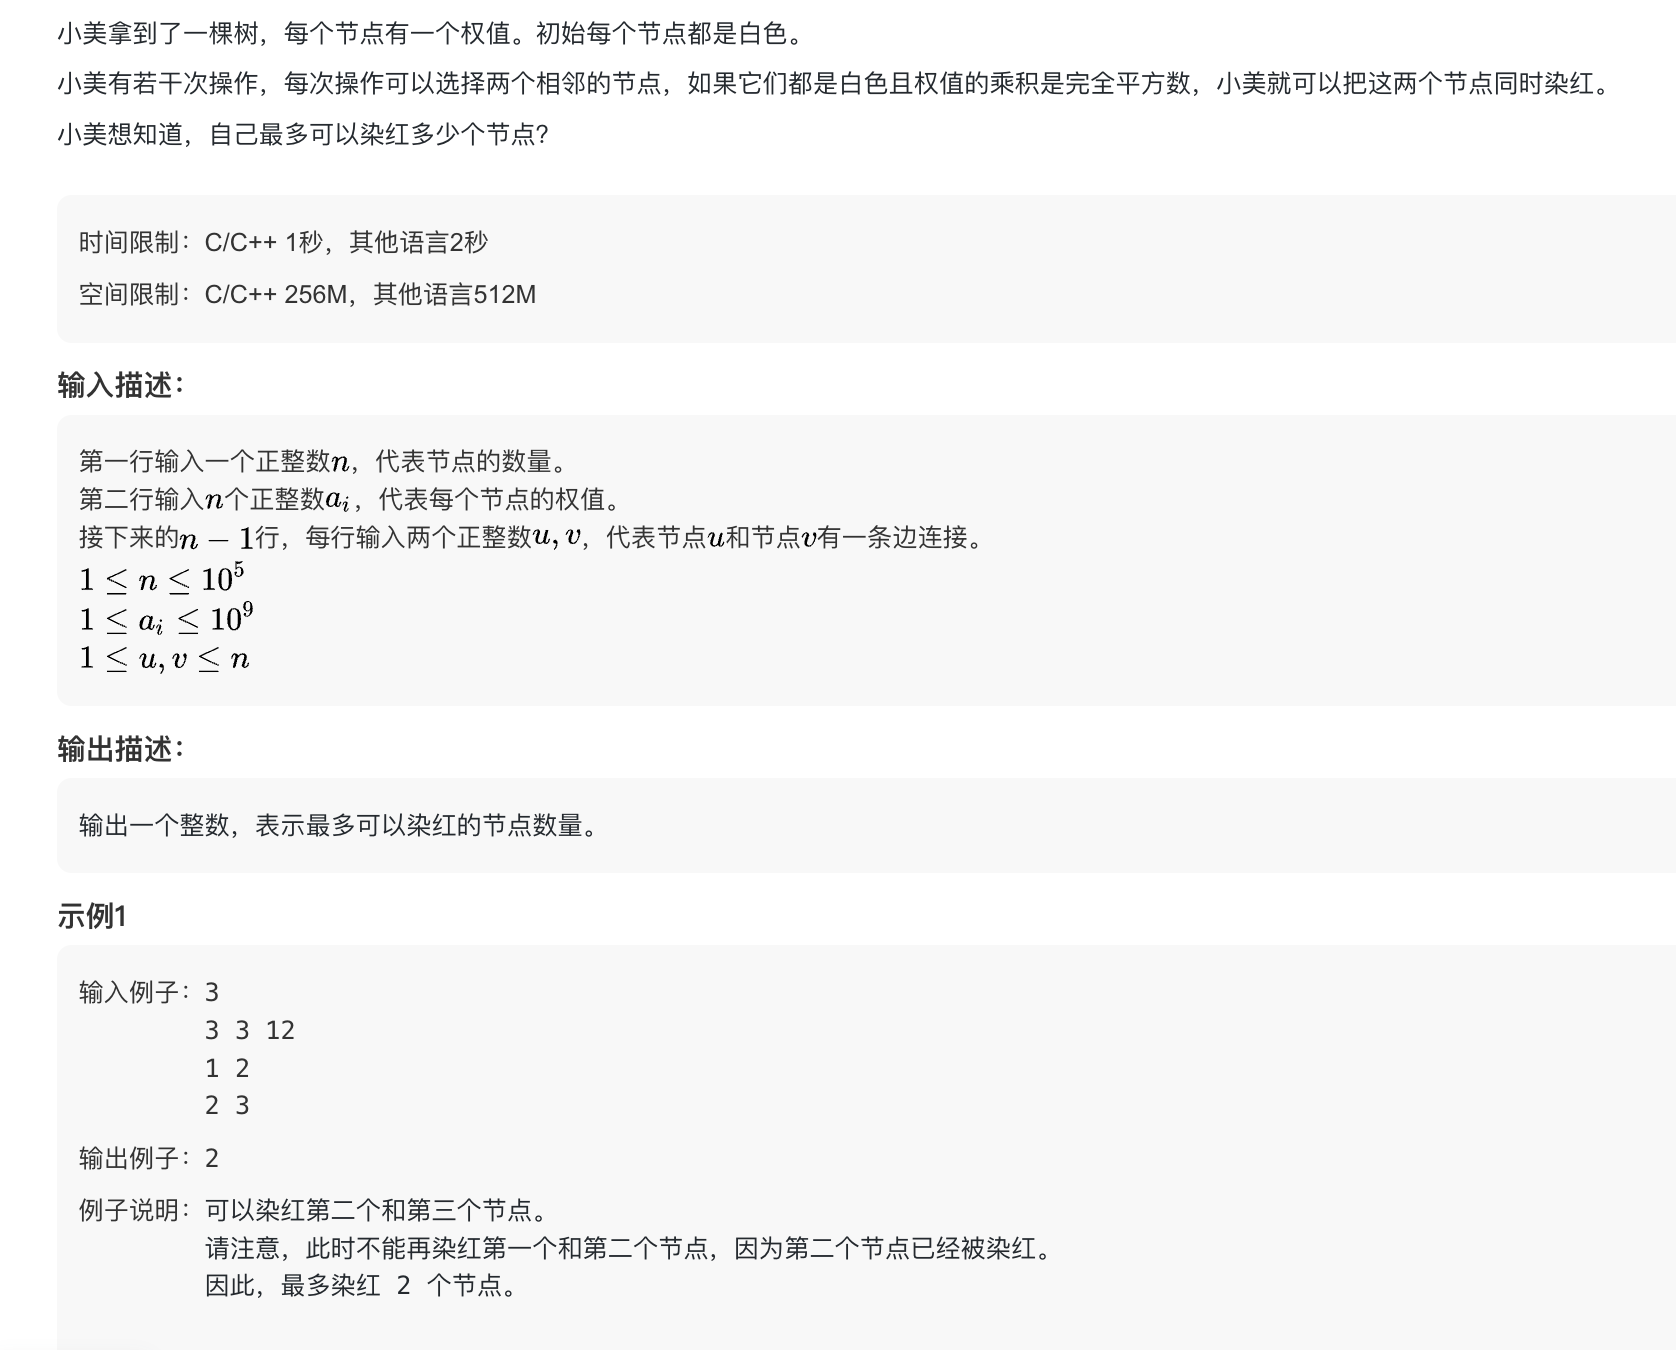 小美拿到了一棵树，每个节点有一个权值。初始每个节点都是白色。
小美有若干次操作，每次操作可以选择两个相邻的节点，如果它们都是白色且权值的乘积是完全平方数，小美就可以把这两个节点同时染红。
小美想知道，自己最多可以染红多少个节点？
时间限制：C/C++ 1秒，其他语言2秒
空间限制：C/C++ 256M，其他语言512M
输入描述：
第一行输入一个正整数n，代表节点的数量。
第二行输入n个正整数a_i，代表每个节点的权值。
接下来的n − 1行，每行输入两个正整数u, v，代表节点u和节点v有一条边连接。
1 ≤ n ≤ 10^5
1 ≤ a_i ≤ 10^9
1 ≤ u, v ≤ n
输出描述：
输出一个整数，表示最多可以染红的节点数量。
示例1
输入例子：3
3 3 12
1 2
2 3
输出例子：2
例子说明：可以染红第二个和第三个节点。
请注意，此时不能再染红第一个和第二个节点，因为第二个节点已经被染红。
因此，最多染红 2 个节点。